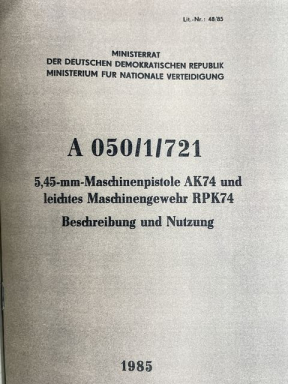 Lit.-Nr.: 48/85
MINISTERRAT
DER DEUTSCHEN DEMOKRATISCHEN REPUBLIK
MINISTERIUM FÜR NATIONALE VERTEIDIGUNG
A 050/1/721
5,45-mm-Maschinenpistole AK74 und
leichtes Maschinengewehr RPK74
Beschreibung und Nutzung
1985